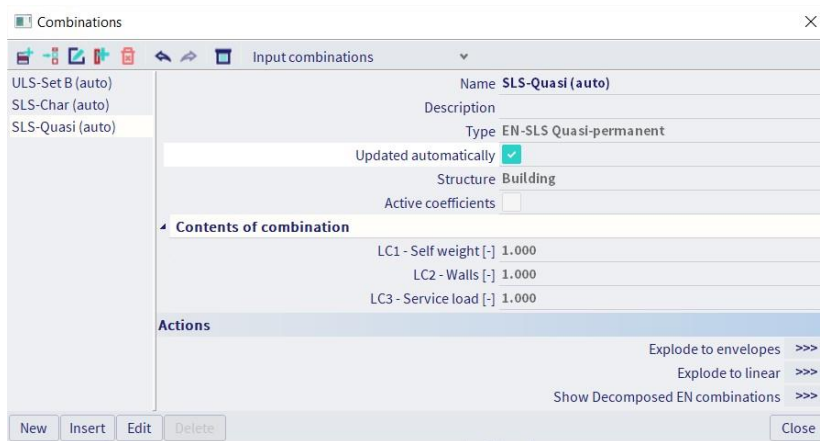 Combinations
Input combinations
ULS-Set B (auto)
SLS-Char (auto)
SLS-Quasi (auto)
Name SLS-Quasi (auto)
Description
Type EN-SLS Quasi-permanent
Updated automatically
Structure Building
Active coefficients
Contents of combination
LC1 - Self weight [-] 1.000
LC2 - Walls [-] 1.000
LC3 - Service load [-] 1.000
Actions
Explode to envelopes >>>
Explode to linear >>>
Show Decomposed EN combinations >>>
New Insert Edit Delete Close